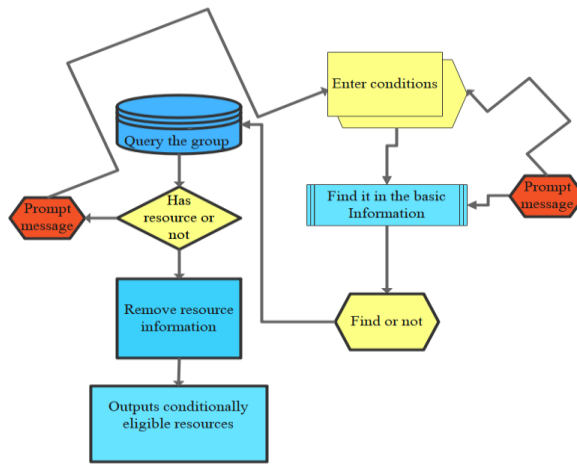 Enter conditions
Query the group
Has
resource or
not
Prompt
message
Find it in the basic
Information
Prompt
message
Remove resource
information
Find or not
Outputs conditionally
eligible resources